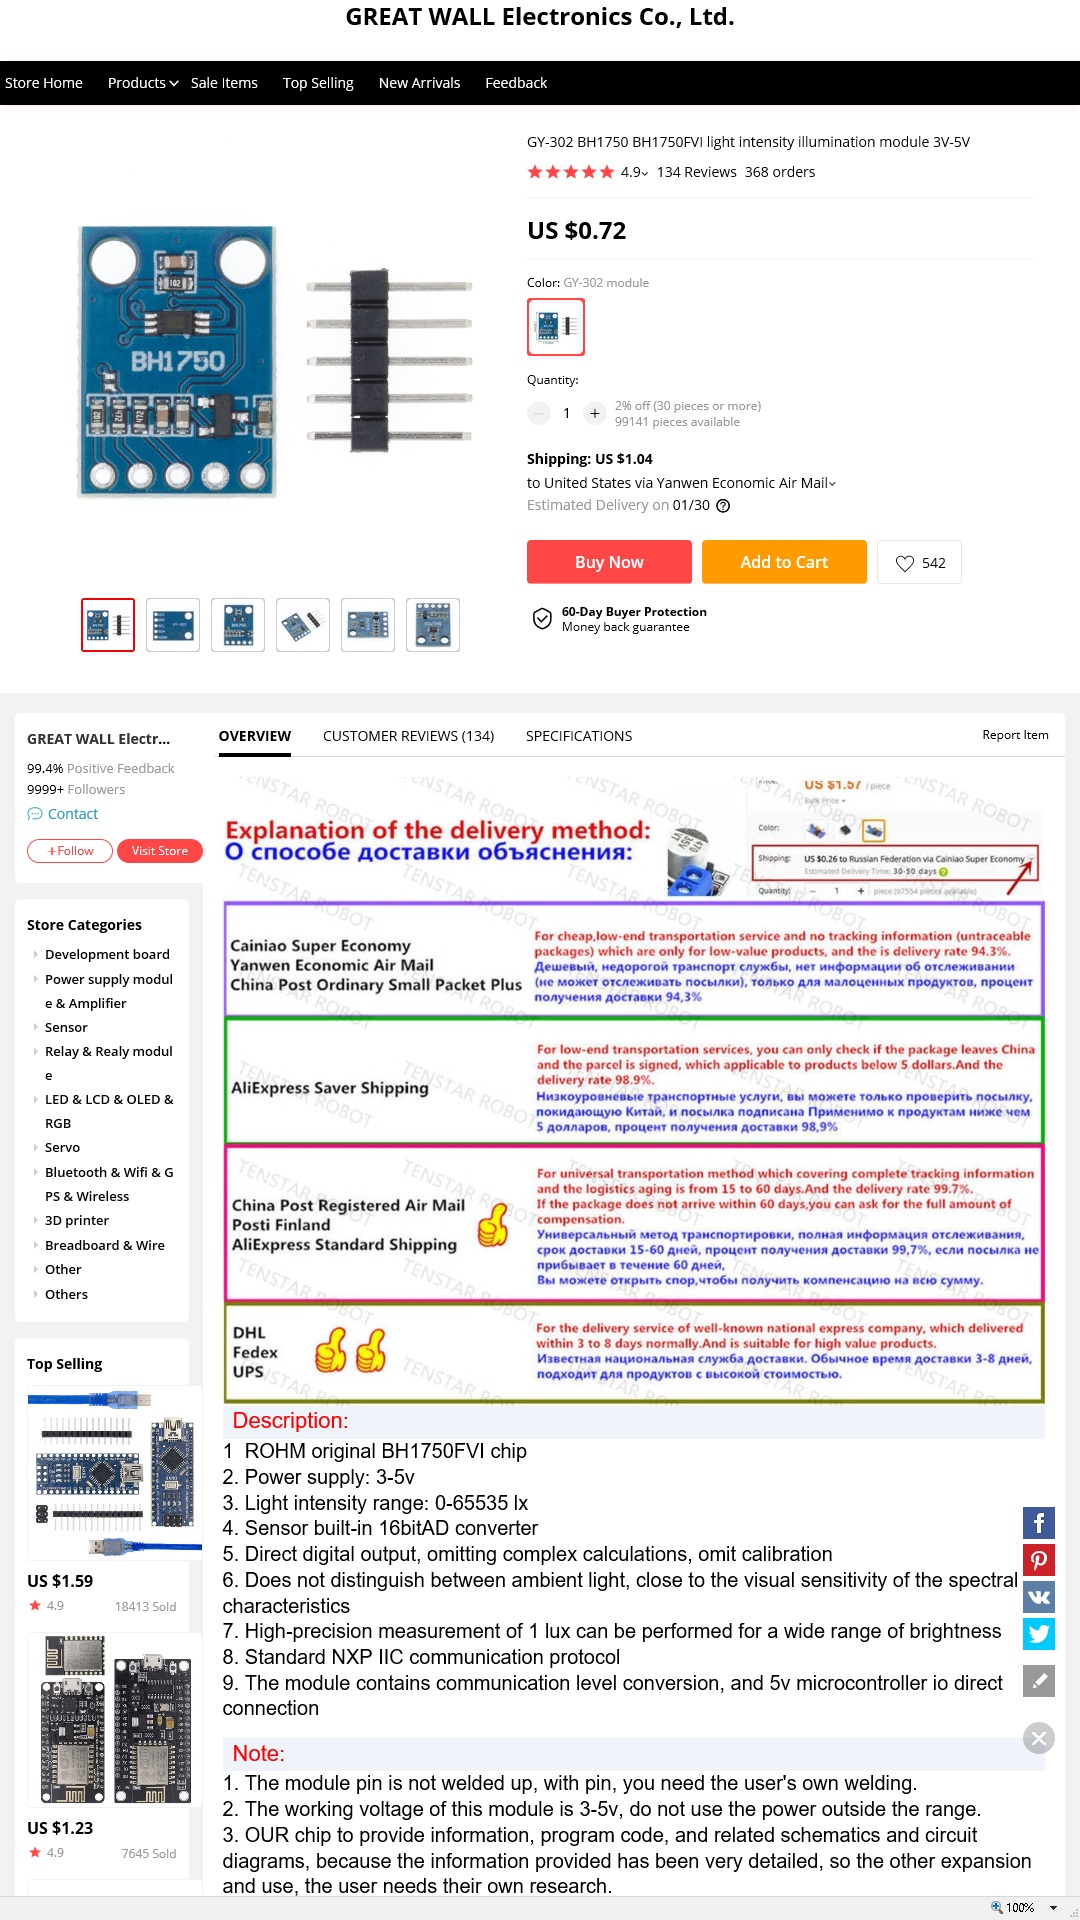 GREAT WALL Electronics Co., Ltd.
Store Home Products Sale Items Top Selling New Arrivals Feedback
GY-302 BH1750 BH1750FVI light intensity illumination module 3V-5V
4.9 134 Reviews 368 orders
US $0.72
Color: GY-302 module
Quantity:
1
2% off (30 pieces or more)
99141 pieces available
Shipping: US $1.04
to United States via Yanwen Economic Air Mail
Estimated Delivery on 01/30
Buy Now Add to Cart 542
60-Day Buyer Protection
Money back guarantee
BH1750
GREAT WALL Electr...
99.4% Positive Feedback
9999+ Followers
Contact
+Follow Visit Store
Store Categories
Development board
Power supply modul
e & Amplifier
Sensor
Relay & Realy modul
e
LED & LCD & OLED &
RGB
Servo
Bluetooth & Wifi & G
PS & Wireless
3D printer
Breadboard & Wire
Other
Others
Top Selling
US $1.59
4.9 18413 Sold
US $1.23
4.9 7645 Sold
OVERVIEW CUSTOMER REVIEWS (134) SPECIFICATIONS Report Item
Explanation of the delivery method:
О способе доставки объяснения:
US $1.57 / piece
Bulk Price
Color:
Shipping: US $0.26 to Russian Federation via Cainiao Super Economy
Estimated Delivery Time: 30-50 days
Quantity: 1 piece (97554 pieces available)
Cainiao Super Economy
Yanwen Economic Air Mail
China Post Ordinary Small Packet Plus
For cheap,low-end transportation service and no tracking information (untraceable
packages) which are only for low-value products, and the is delivery rate 94.3%.
Дешевый, недорогой транспорт службы, нет информации об отслеживании
(не может отслеживать посылки), только для малоценных продуктов, процент
получения доставки 94,3%
AliExpress Saver Shipping
For low-end transportation services, you can only check if the package leaves China
and the parcel is signed, which applicable to products below 5 dollars.And the
delivery rate 98.9%.
Низкоуровневые транспортные услуги, вы можете только проверить посылку,
покидающую Китай, и посылка подписана Применимо к продуктам ниже чем
5 долларов, процент получения доставки 98,9%
China Post Registered Air Mail
Posti Finland
AliExpress Standard Shipping
For universal transportation method which covering complete tracking information
and the logistics aging is from 15 to 60 days.And the delivery rate 99.7%.
If the package does not arrive within 60 days,you can ask for the full amount of
compensation.
Универсальный метод транспортировки, полная информация отслеживания,
срок доставки 15-60 дней, процент получения доставки 99,7%, если посылка не
прибывает в течение 60 дней,
Вы можете открыть спор,чтобы получить компенсацию на всю сумму.
DHL
Fedex
UPS
For the delivery service of well-known national express company, which delivered
within 3 to 8 days normally.And is suitable for high value products.
Известная национальная служба доставки. Обычное время доставки 3-8 дней,
подходит для продуктов с высокой стоимостью.
TENSTAR ROBOT
Description:
1 ROHM original BH1750FVI chip
2. Power supply: 3-5v
3. Light intensity range: 0-65535 lx
4. Sensor built-in 16bitAD converter
5. Direct digital output, omitting complex calculations, omit calibration
6. Does not distinguish between ambient light, close to the visual sensitivity of the spectral
characteristics
7. High-precision measurement of 1 lux can be performed for a wide range of brightness
8. Standard NXP IIC communication protocol
9. The module contains communication level conversion, and 5v microcontroller io direct
connection
Note:
1. The module pin is not welded up, with pin, you need the user's own welding.
2. The working voltage of this module is 3-5v, do not use the power outside the range.
3. OUR chip to provide information, program code, and related schematics and circuit
diagrams, because the information provided has been very detailed, so the other expansion
and use, the user needs their own research.
100%